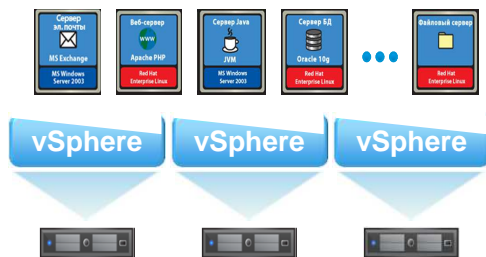 Сервер
эл. почты
MS Exchange
MS Windows
Server 2003
Веб-сервер
www
Apache PHP
Red Hat
Enterprise Linux
Сервер Java
JVM
MS Windows
Server 2003
Сервер БД
Oracle 10g
Red Hat
Enterprise Linux
Файловый сервер
Red Hat
Enterprise Linux
vSphere
vSphere
vSphere